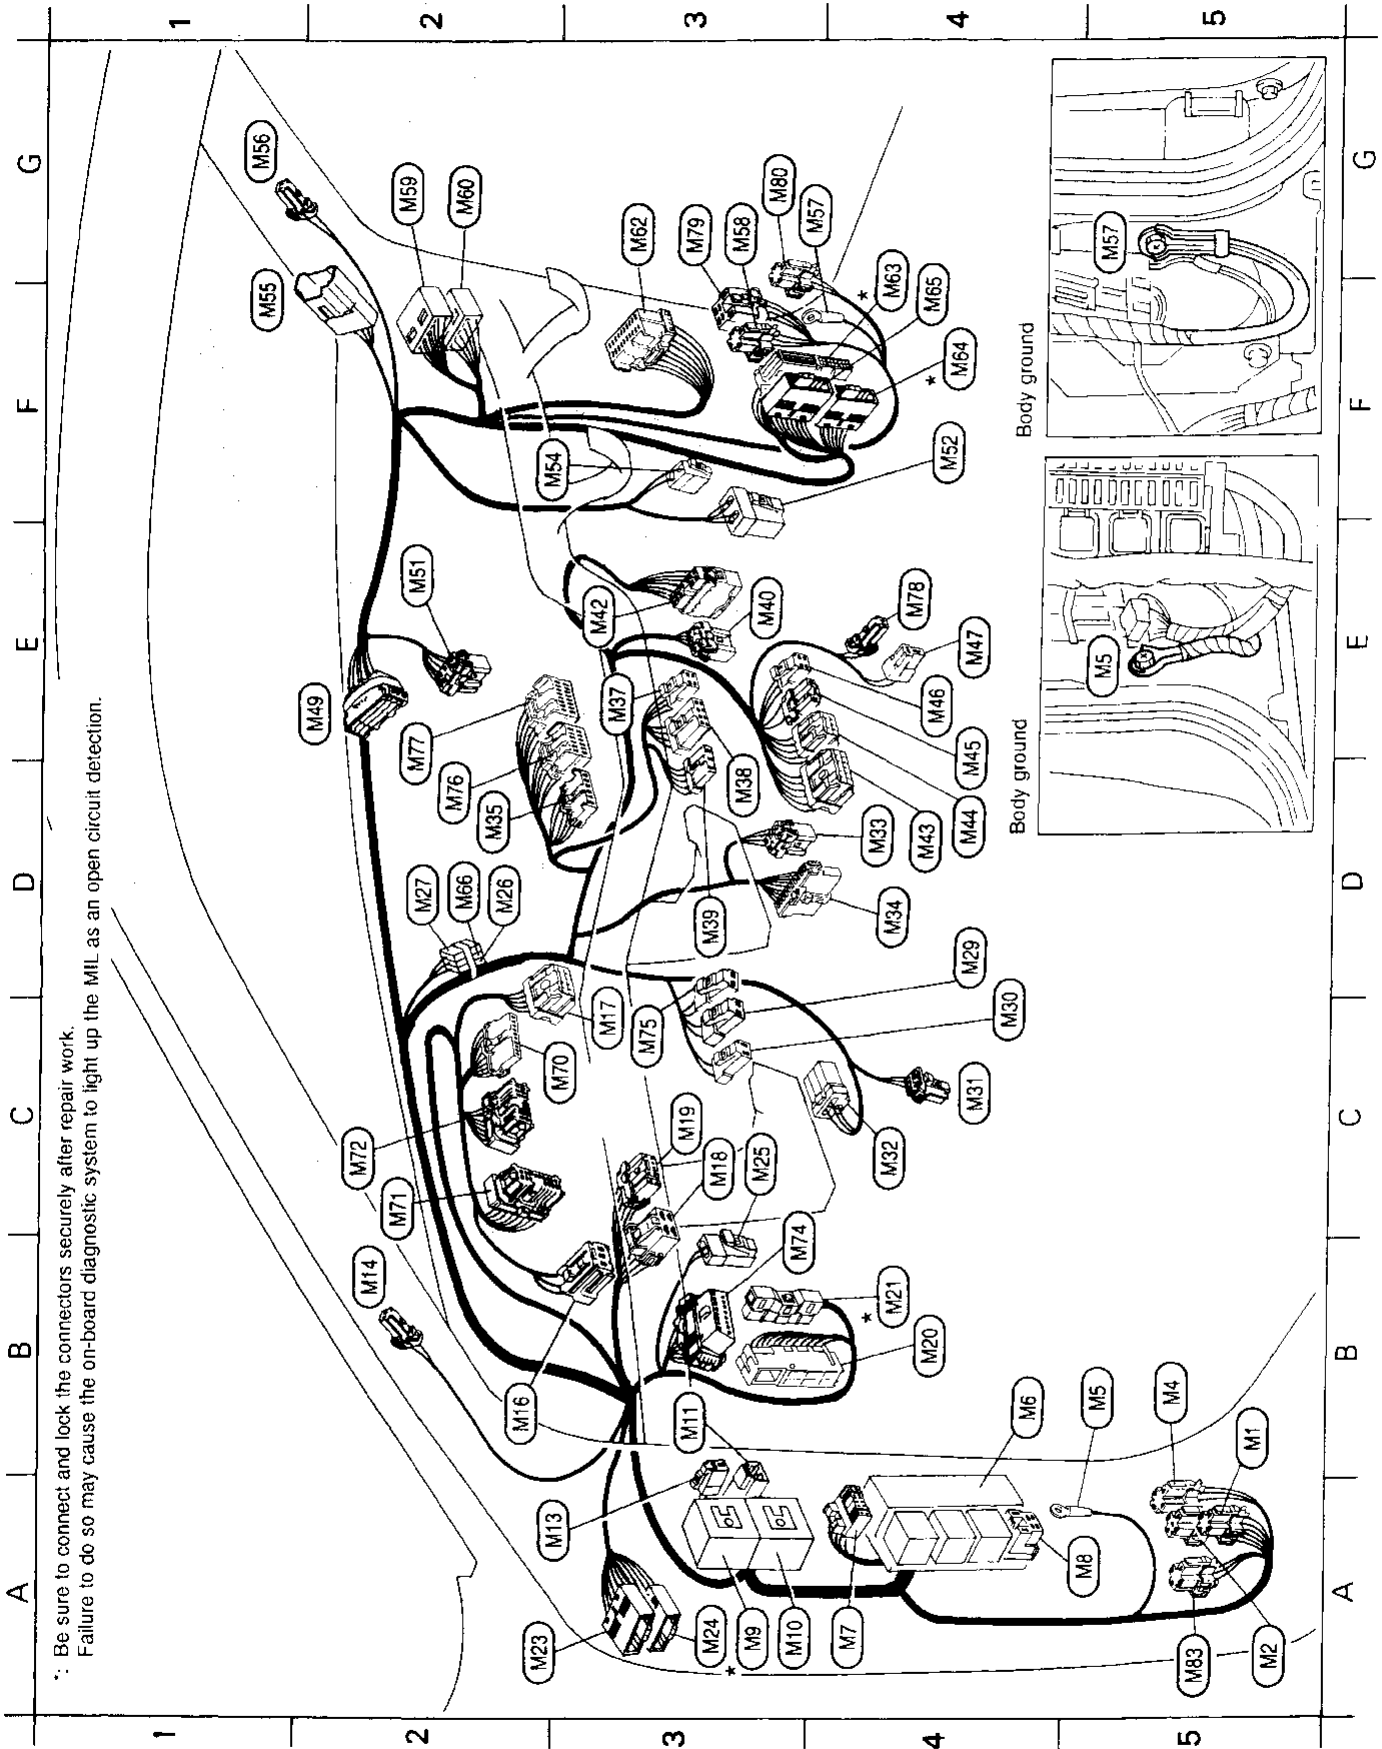 *: Be sure to connect and lock the connectors securely after repair work.
Failure to do so may cause the on-board diagnostic system to light up the MIL as an open circuit detection.
A
B
C
D
E
F
G
1
2
3
4
5
M14
M72
M71
M16
M27
M66
M26
M49
M51
M77
M76
M35
M55
M56
M59
M60
M70
M17
M54
M62
M23
M24
*
M13
M9
M10
M11
M19
M18
M25
M74
M75
M39
M37
M38
M42
M40
M79
M58
M80
M57
*
M63
M65
*
M64
M52
M7
M8
M6
M5
M21
*
M20
M32
M31
M30
M29
M34
M33
M43
M44
M45
M46
M47
M78
M83
M2
M1
M4
Body ground
M5
Body ground
M57
A
B
C
D
E
F
G
1
2
3
4
5